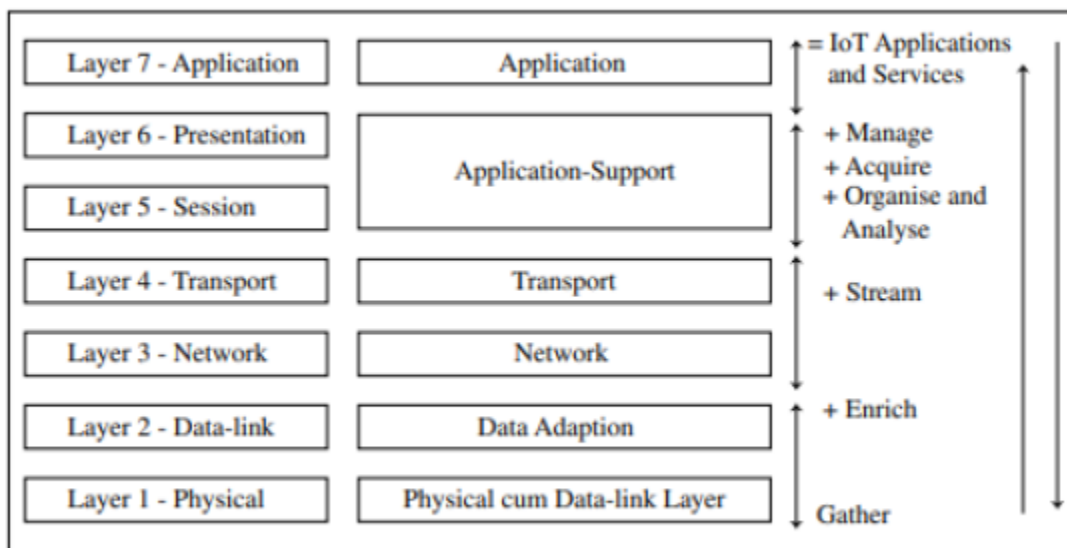 Layer 7 - Application
Application
= IoT Applications
and Services
Layer 6 - Presentation
Application-Support
+ Manage
+ Acquire
+ Organise and
Analyse
Layer 5 - Session
Layer 4 - Transport
Transport
+ Stream
Layer 3 - Network
Network
Layer 2 - Data-link
Data Adaption
+ Enrich
Layer 1 - Physical
Physical cum Data-link Layer
Gather